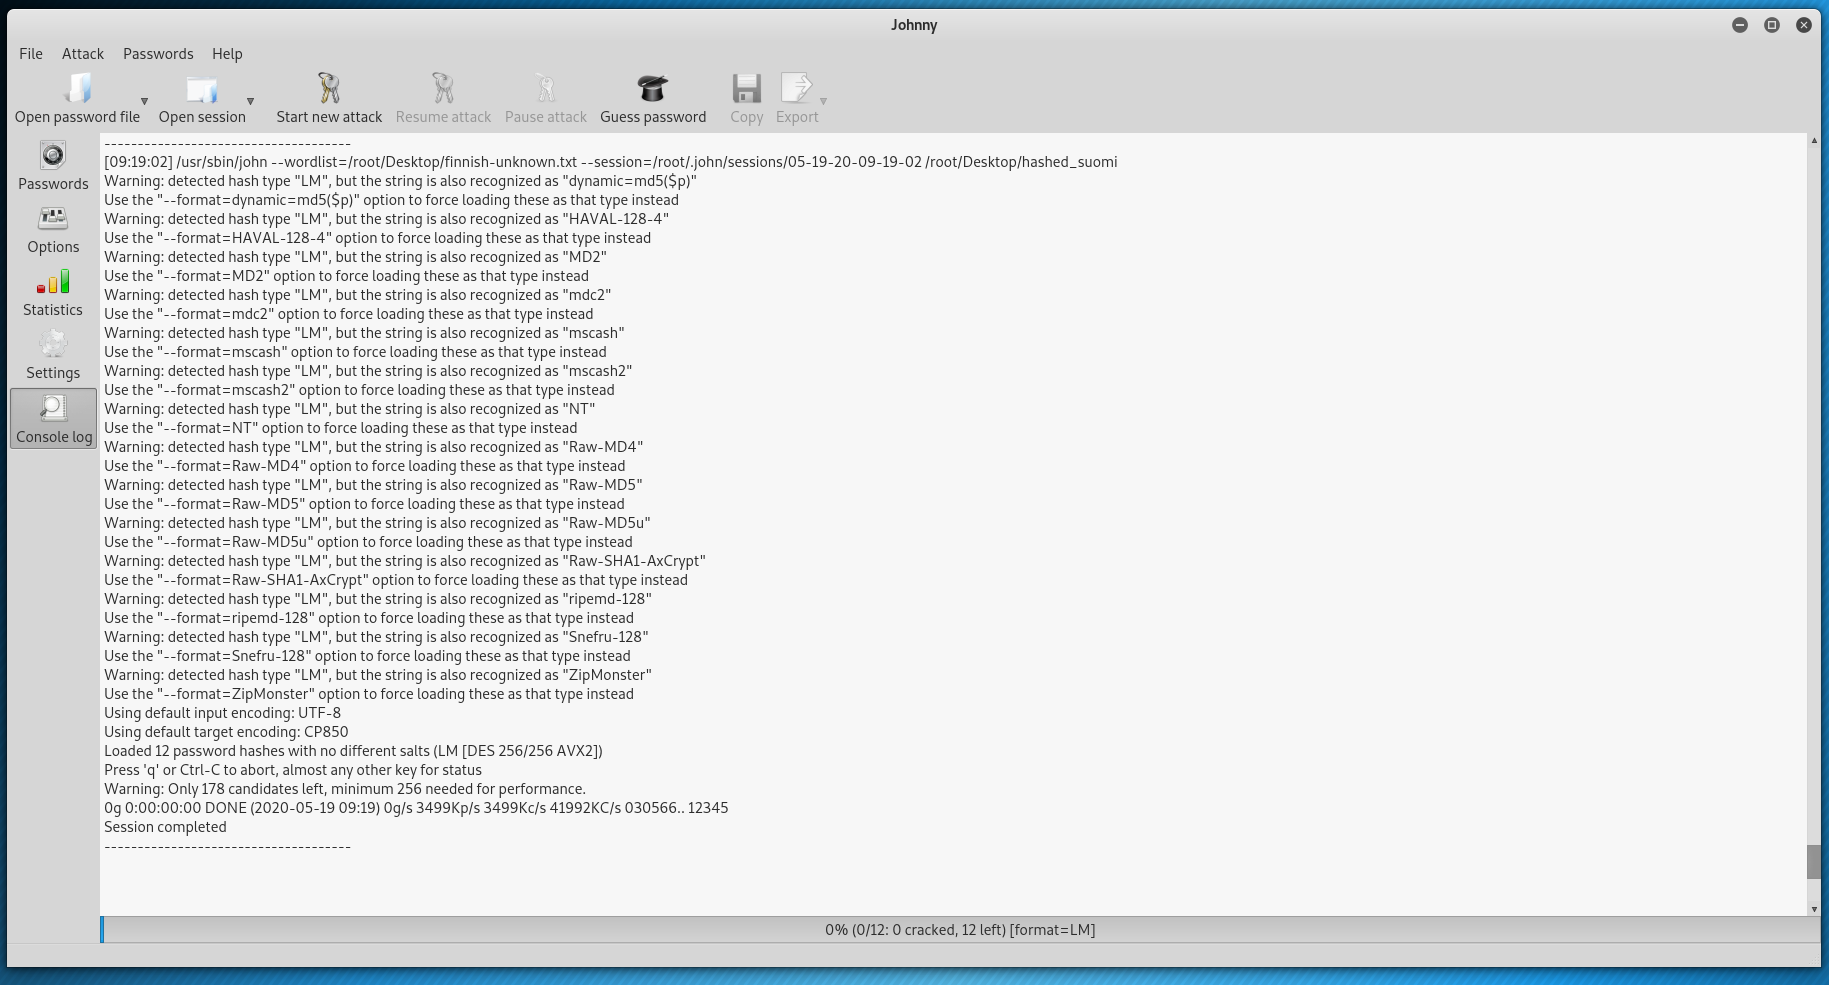 Johnny
File Attack Passwords Help
Open password file Open session Start new attack Resume attack Pause attack Guess password Copy Export
Passwords
Options
Statistics
Settings
Console log
-------------------------------------
[09:19:02] /usr/sbin/john --wordlist=/root/Desktop/finnish-unknown.txt --session=/root/.john/sessions/05-19-20-09-19-02 /root/Desktop/hashed_suomi
Warning: detected hash type "LM", but the string is also recognized as "dynamic=md5($p)"
Use the "--format=dynamic=md5($p)" option to force loading these as that type instead
Warning: detected hash type "LM", but the string is also recognized as "HAVAL-128-4"
Use the "--format=HAVAL-128-4" option to force loading these as that type instead
Warning: detected hash type "LM", but the string is also recognized as "MD2"
Use the "--format=MD2" option to force loading these as that type instead
Warning: detected hash type "LM", but the string is also recognized as "mdc2"
Use the "--format=mdc2" option to force loading these as that type instead
Warning: detected hash type "LM", but the string is also recognized as "mscash"
Use the "--format=mscash" option to force loading these as that type instead
Warning: detected hash type "LM", but the string is also recognized as "mscash2"
Use the "--format=mscash2" option to force loading these as that type instead
Warning: detected hash type "LM", but the string is also recognized as "NT"
Use the "--format=NT" option to force loading these as that type instead
Warning: detected hash type "LM", but the string is also recognized as "Raw-MD4"
Use the "--format=Raw-MD4" option to force loading these as that type instead
Warning: detected hash type "LM", but the string is also recognized as "Raw-MD5"
Use the "--format=Raw-MD5" option to force loading these as that type instead
Warning: detected hash type "LM", but the string is also recognized as "Raw-MD5u"
Use the "--format=Raw-MD5u" option to force loading these as that type instead
Warning: detected hash type "LM", but the string is also recognized as "Raw-SHA1-AxCrypt"
Use the "--format=Raw-SHA1-AxCrypt" option to force loading these as that type instead
Warning: detected hash type "LM", but the string is also recognized as "ripemd-128"
Use the "--format=ripemd-128" option to force loading these as that type instead
Warning: detected hash type "LM", but the string is also recognized as "Snefru-128"
Use the "--format=Snefru-128" option to force loading these as that type instead
Warning: detected hash type "LM", but the string is also recognized as "ZipMonster"
Use the "--format=ZipMonster" option to force loading these as that type instead
Using default input encoding: UTF-8
Using default target encoding: CP850
Loaded 12 password hashes with no different salts (LM [DES 256/256 AVX2])
Press 'q' or Ctrl-C to abort, almost any other key for status
Warning: Only 178 candidates left, minimum 256 needed for performance.
0g 0:00:00:00 DONE (2020-05-19 09:19) 0g/s 3499Kp/s 3499Kc/s 41992KC/s 030566.. 12345
Session completed
-------------------------------------
0% (0/12: 0 cracked, 12 left) [format=LM]